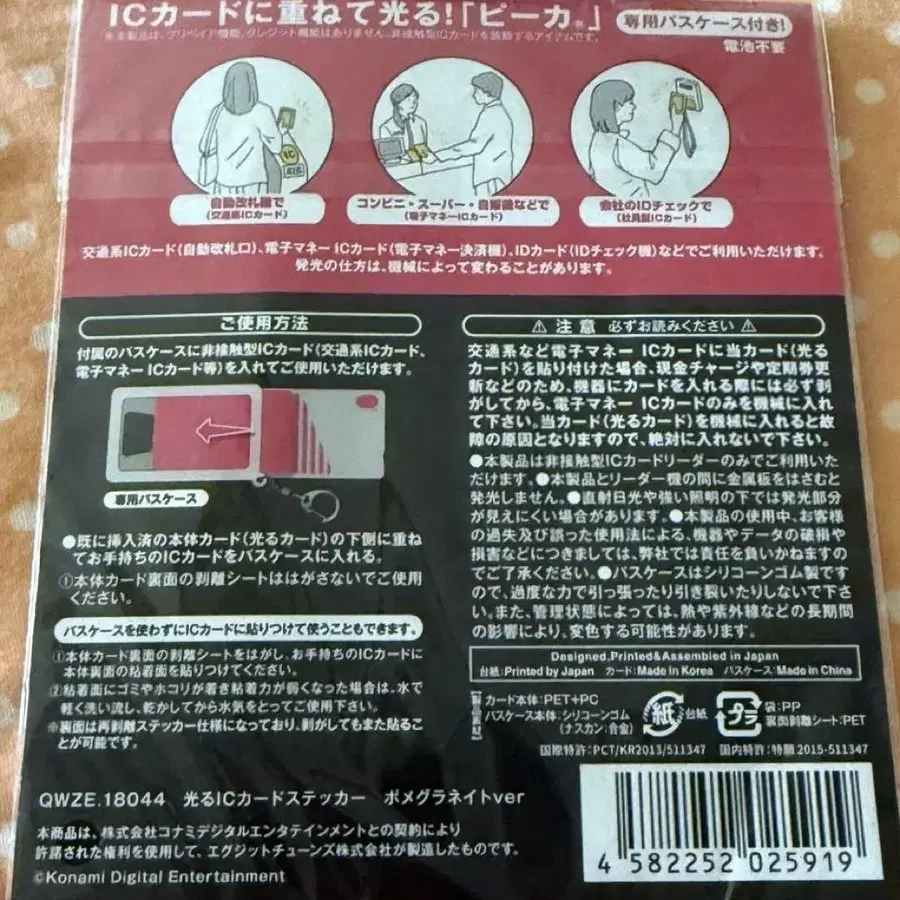 ICカードに重ねて光る!「ピーカ®」
専用パスケース付き!
※本製品は、プリペイド機能、クレジット機能はありません。非接触型ICカードを装飾するアイテムです。
電池不要
自動改札機で
(交通系ICカード)
コンビニ・スーパー・自販機などで
(電子マネーICカード)
会社のIDチェックで
(社員型ICカード)
交通系ICカード(自動改札口)、電子マネー ICカード(電子マネー決済機)、IDカード(IDチェック機)などでご利用いただけます。
発光の仕方は、機械によって変わることがあります。
ご使用方法
付属のパスケースに非接触型ICカード(交通系ICカード、
電子マネー ICカード等)を入れてご使用いただけます。
専用パスケース
●既に挿入済の本体カード(光るカード)の下側に重ね
てお手持ちのICカードをパスケースに入れる。
①本体カード裏面の剥離シートははがさないでご使用
ください。
パスケースを使わずにICカードに貼りつけて使うこともできます。
①本体カード裏面の剥離シートをはがし、お手持ちのICカードに
本体裏面の粘着面を貼りつけてください。
②粘着面にゴミやホコリが着き粘着力が弱くなった場合は、水で
軽く洗い流し、乾かしてから水気をとってご使用下さい。
※裏面は再剥離ステッカー仕様になっており、剥がしてもまた貼るこ
とが可能です。
⚠ 注意 必ずお読みください ⚠
交通系など電子マネー ICカードに当カード(光る
カード)を貼り付けた場合、現金チャージや定期券更
新などのため、機器にカードを入れる際には必ず剥
がしてから、電子マネー ICカードのみを機械に入れ
て下さい。当カード(光るカード)を機械に入れると故
障の原因となりますので、絶対に入れないで下さい。
●本製品は非接触型ICカードリーダーのみでご利用いた
だけます。●本製品とリーダー機の間に金属板をはさむと
発光しません。●直射日光や強い照明の下では発光部分
が見えにくい場合があります。●本製品の使用中、お客様
の過失及び誤った使用法による、機器やデータの破損や
損害などにつきましては、弊社では責任を負いかねますの
でご了承ください。●パスケースはシリコーンゴム製です
ので、過度な力で引っ張ったり引き裂いたりしないで下さ
い。また、管理状態によっては、熱や紫外線などの長期間
の影響により、変色する可能性があります。
Designed.Printed&Assembled in Japan
台紙:Printed by Japan カード:Made in Korea パスケース:Made in China
カード本体:PET+PC
パスケース本体:シリコーンゴム
(ナスカン:合金)
紙 台紙
プラ
袋:PP
裏面剥離シート:PET
国際特許:PCT/KR2013/511347 国内特許:特願 2015-511347
QWZE.18044 光るICカードステッカー ポメグラネイトver
本商品は、株式会社コナミデジタルエンタテインメントとの契約により
許諾された権利を使用して、エグジットチューンズ株式会社が製造したものです。
©Konami Digital Entertainment
4 582252 025919